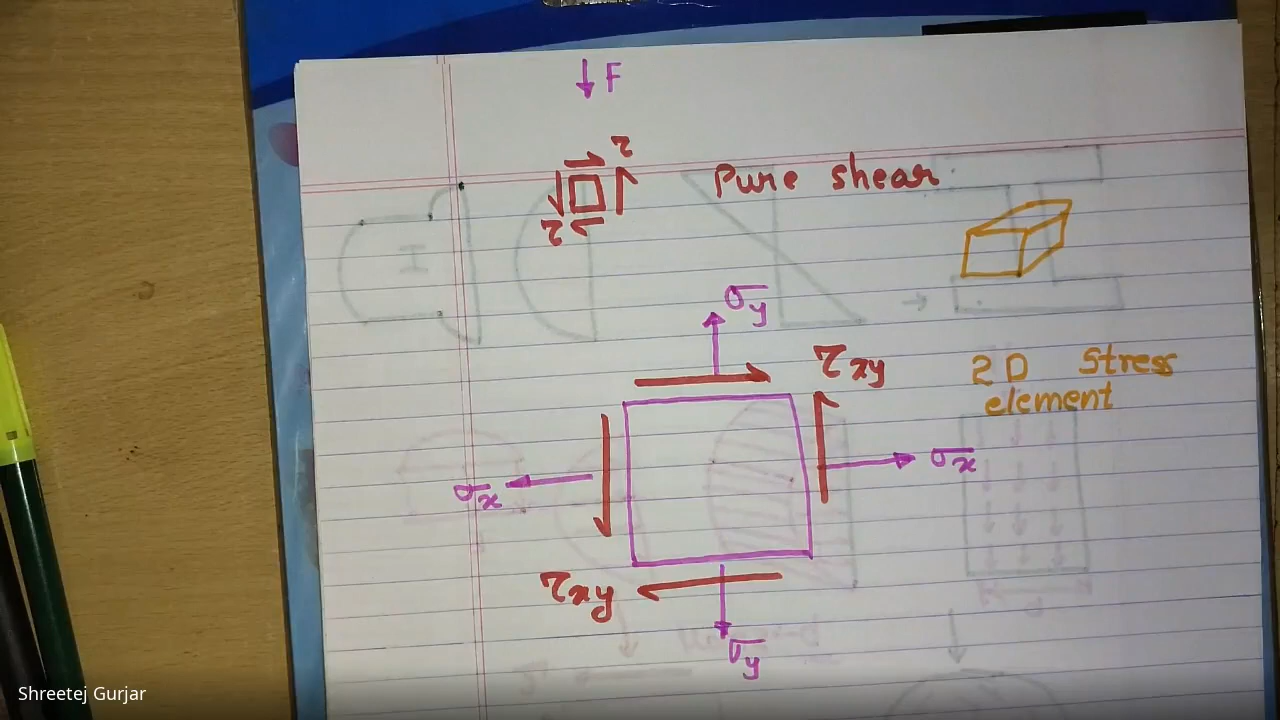 ↓ F
τ
Pure shear
τ
σy
τxy
2D Stress
element
σx
σx
τxy
σy
Shreetej Gurjar